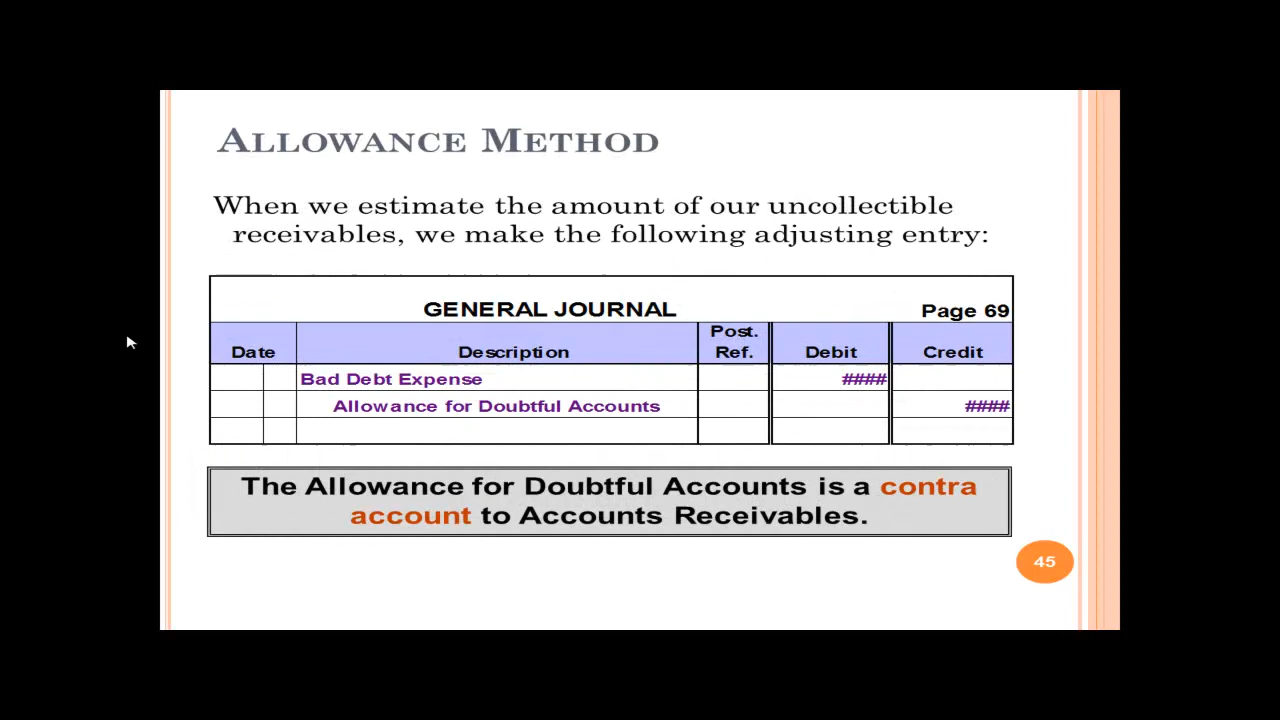 ALLOWANCE METHOD
When we estimate the amount of our uncollectible
receivables, we make the following adjusting entry:
GENERAL JOURNAL Page 69
Date Description Post. Ref. Debit Credit
Bad Debt Expense ####
Allowance for Doubtful Accounts ####
The Allowance for Doubtful Accounts is a contra
account to Accounts Receivables.
45